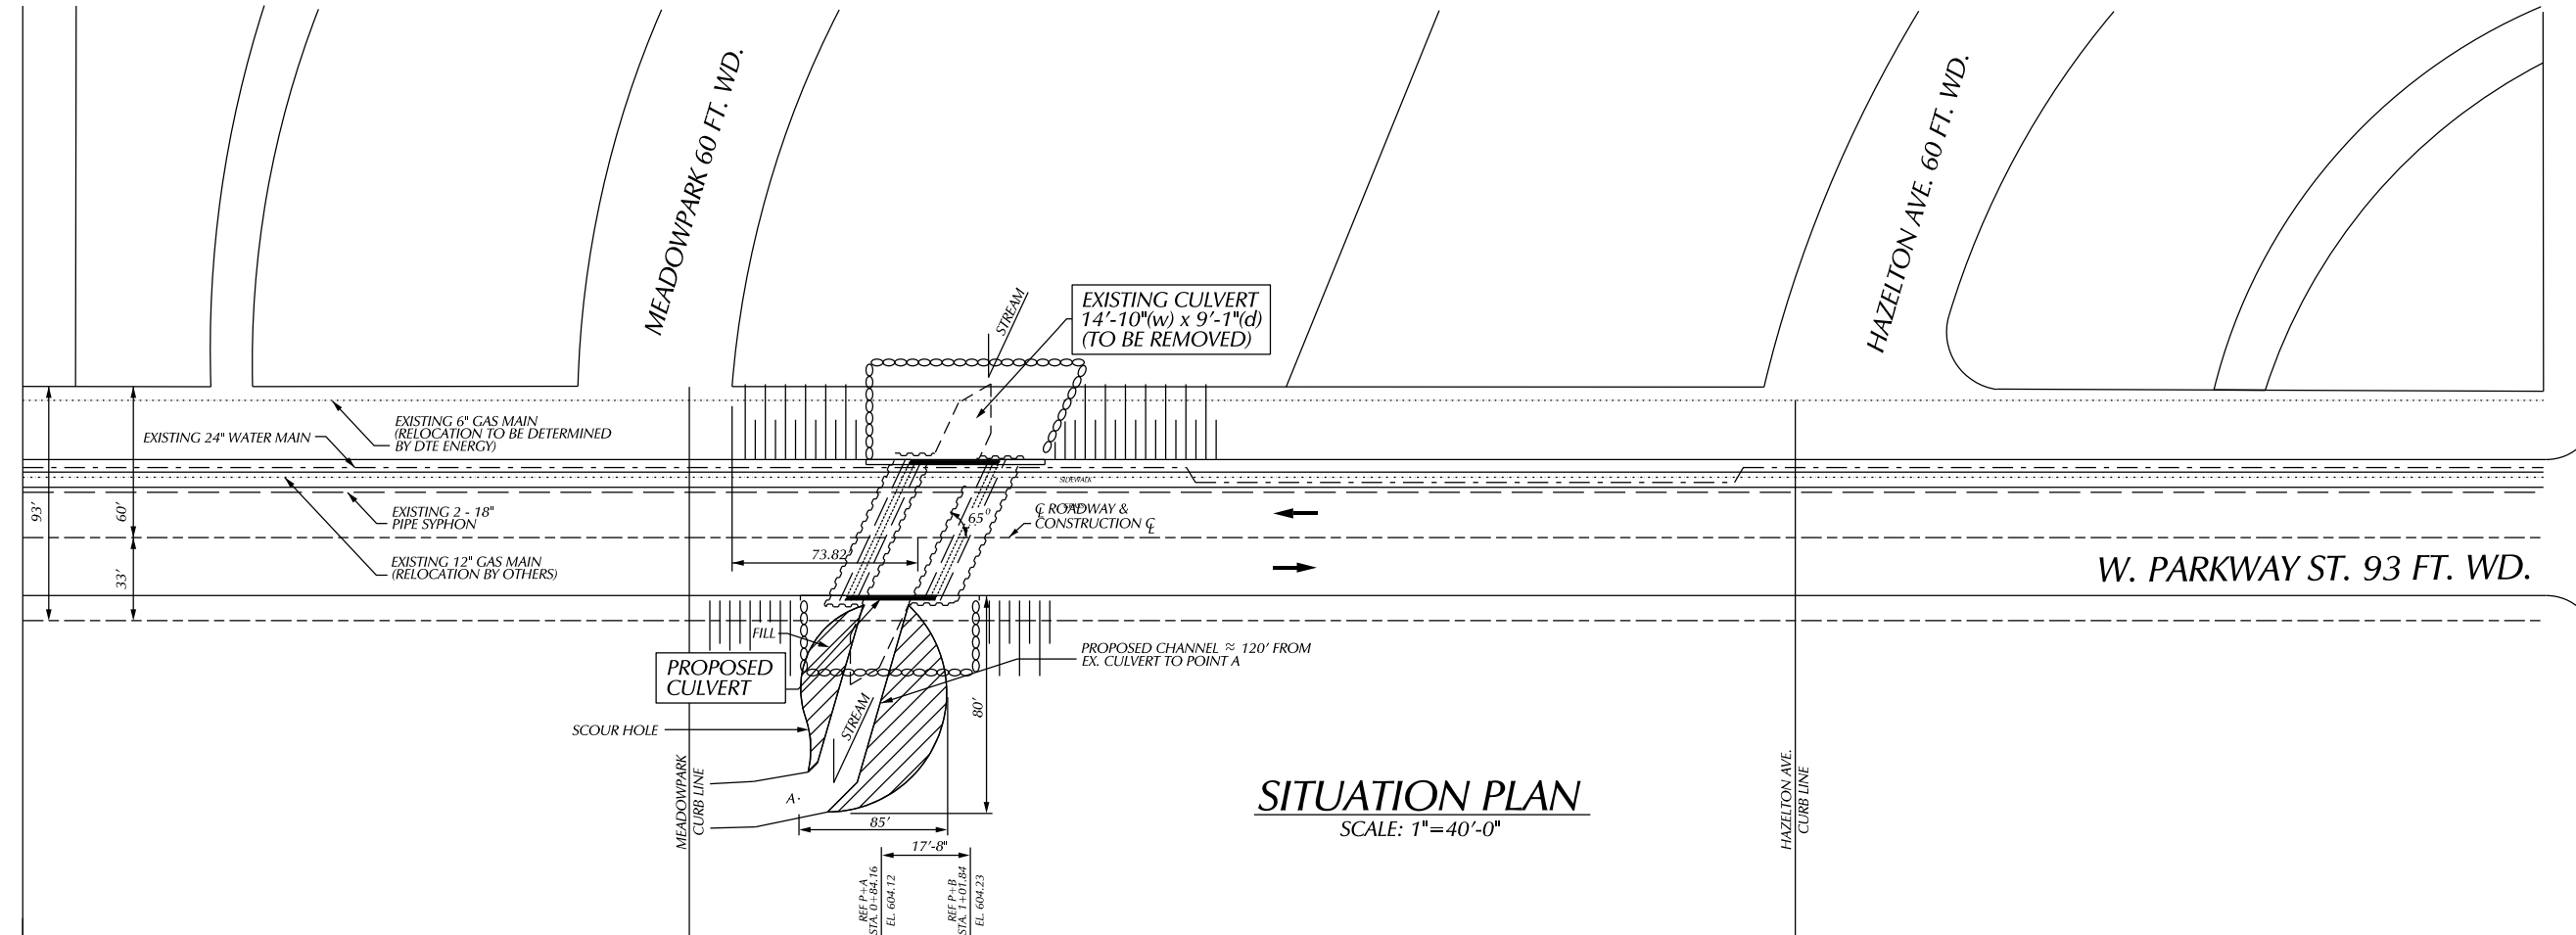 MEADOWPARK 60 FT. WD.
HAZELTON AVE. 60 FT. WD.
STREAM
EXISTING CULVERT
14'-10"(w) x 9'-1"(d)
(TO BE REMOVED)
EXISTING 6" GAS MAIN
(RELOCATION TO BE DETERMINED
BY DTE ENERGY)
EXISTING 24" WATER MAIN
SIDEWALK
93'
60'
33'
EXISTING 2 - 18"
PIPE SYPHON
EXISTING 12" GAS MAIN
(RELOCATION BY OTHERS)
65°
℄ ROADWAY &
CONSTRUCTION ℄
73.82'
W. PARKWAY ST. 93 FT. WD.
FILL
PROPOSED
CULVERT
PROPOSED CHANNEL ≈ 120' FROM
EX. CULVERT TO POINT A
SCOUR HOLE
STREAM
80'
MEADOWPARK
CURB LINE
A
85'
17'-8"
REF P+A
STA. 0+84.16
EL. 604.12
REF P+B
STA. 1+01.84
EL. 604.23
SITUATION PLAN
SCALE: 1"=40'-0"
HAZELTON AVE.
CURB LINE